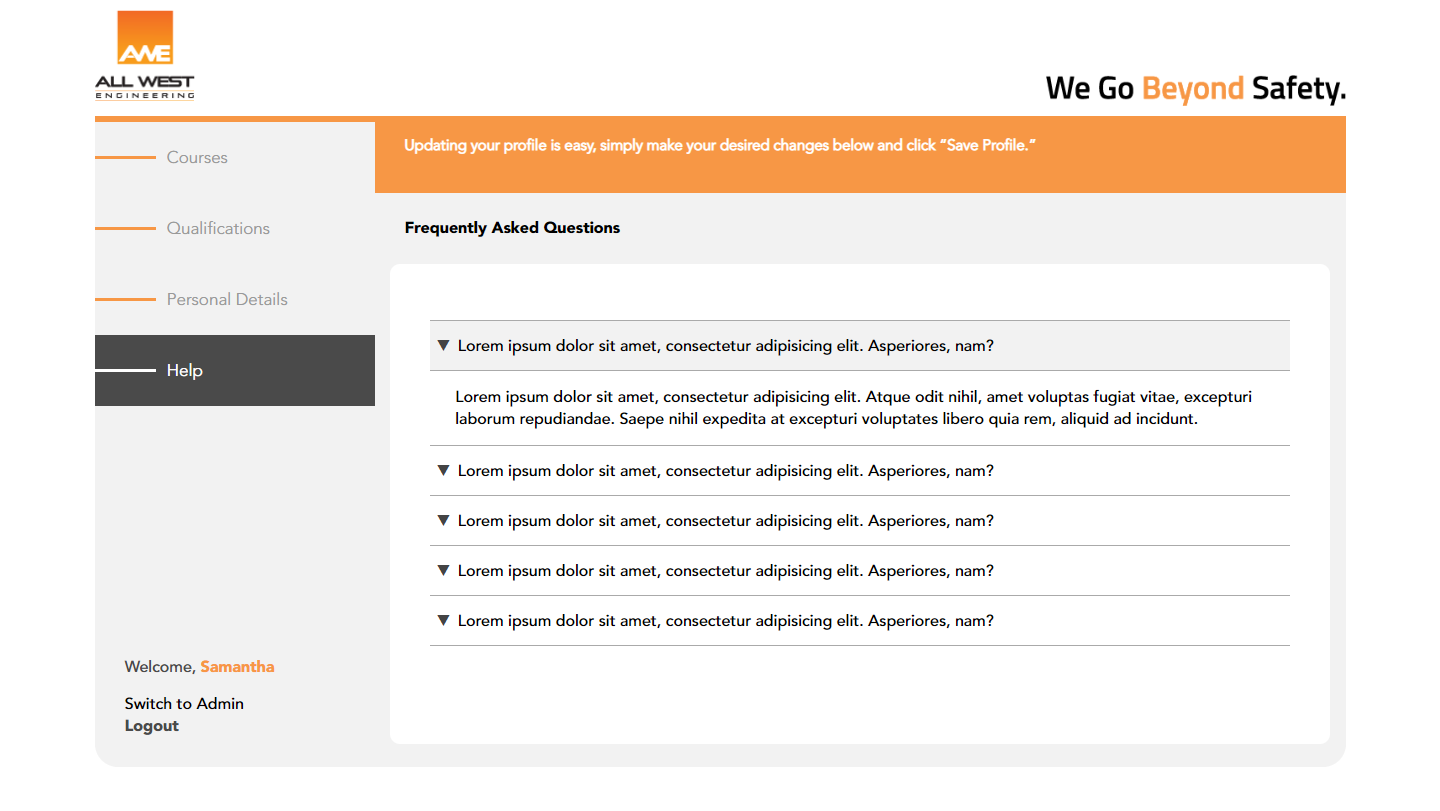 AWE
ALL WEST
ENGINEERING
We Go Beyond Safety.
Courses
Qualifications
Personal Details
Help
Welcome, Samantha
Switch to Admin
Logout
Updating your profile is easy, simply make your desired changes below and click “Save Profile.”
Frequently Asked Questions
Lorem ipsum dolor sit amet, consectetur adipisicing elit. Asperiores, nam?
Lorem ipsum dolor sit amet, consectetur adipisicing elit. Atque odit nihil, amet voluptas fugiat vitae, excepturi
laborum repudiandae. Saepe nihil expedita at excepturi voluptates libero quia rem, aliquid ad incidunt.
Lorem ipsum dolor sit amet, consectetur adipisicing elit. Asperiores, nam?
Lorem ipsum dolor sit amet, consectetur adipisicing elit. Asperiores, nam?
Lorem ipsum dolor sit amet, consectetur adipisicing elit. Asperiores, nam?
Lorem ipsum dolor sit amet, consectetur adipisicing elit. Asperiores, nam?